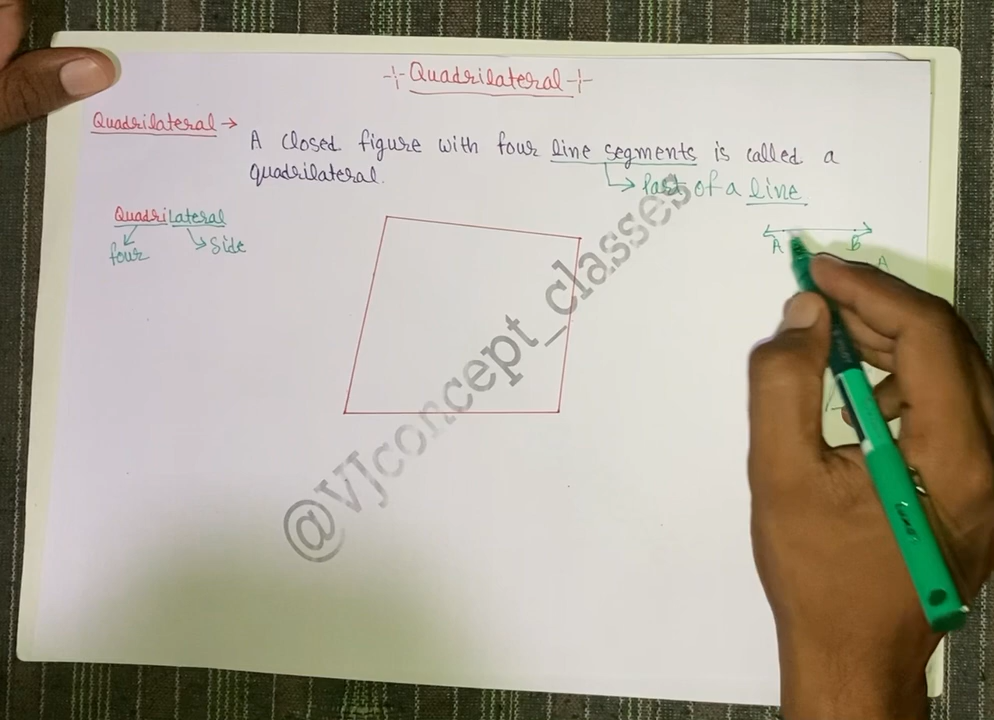 Quadrilateral
Quadrilateral →
A closed figure with four line segments is called a
quadrilateral.
Part of a line
Quadrilateral
four
Side
A B
A
@VJconcept_classes